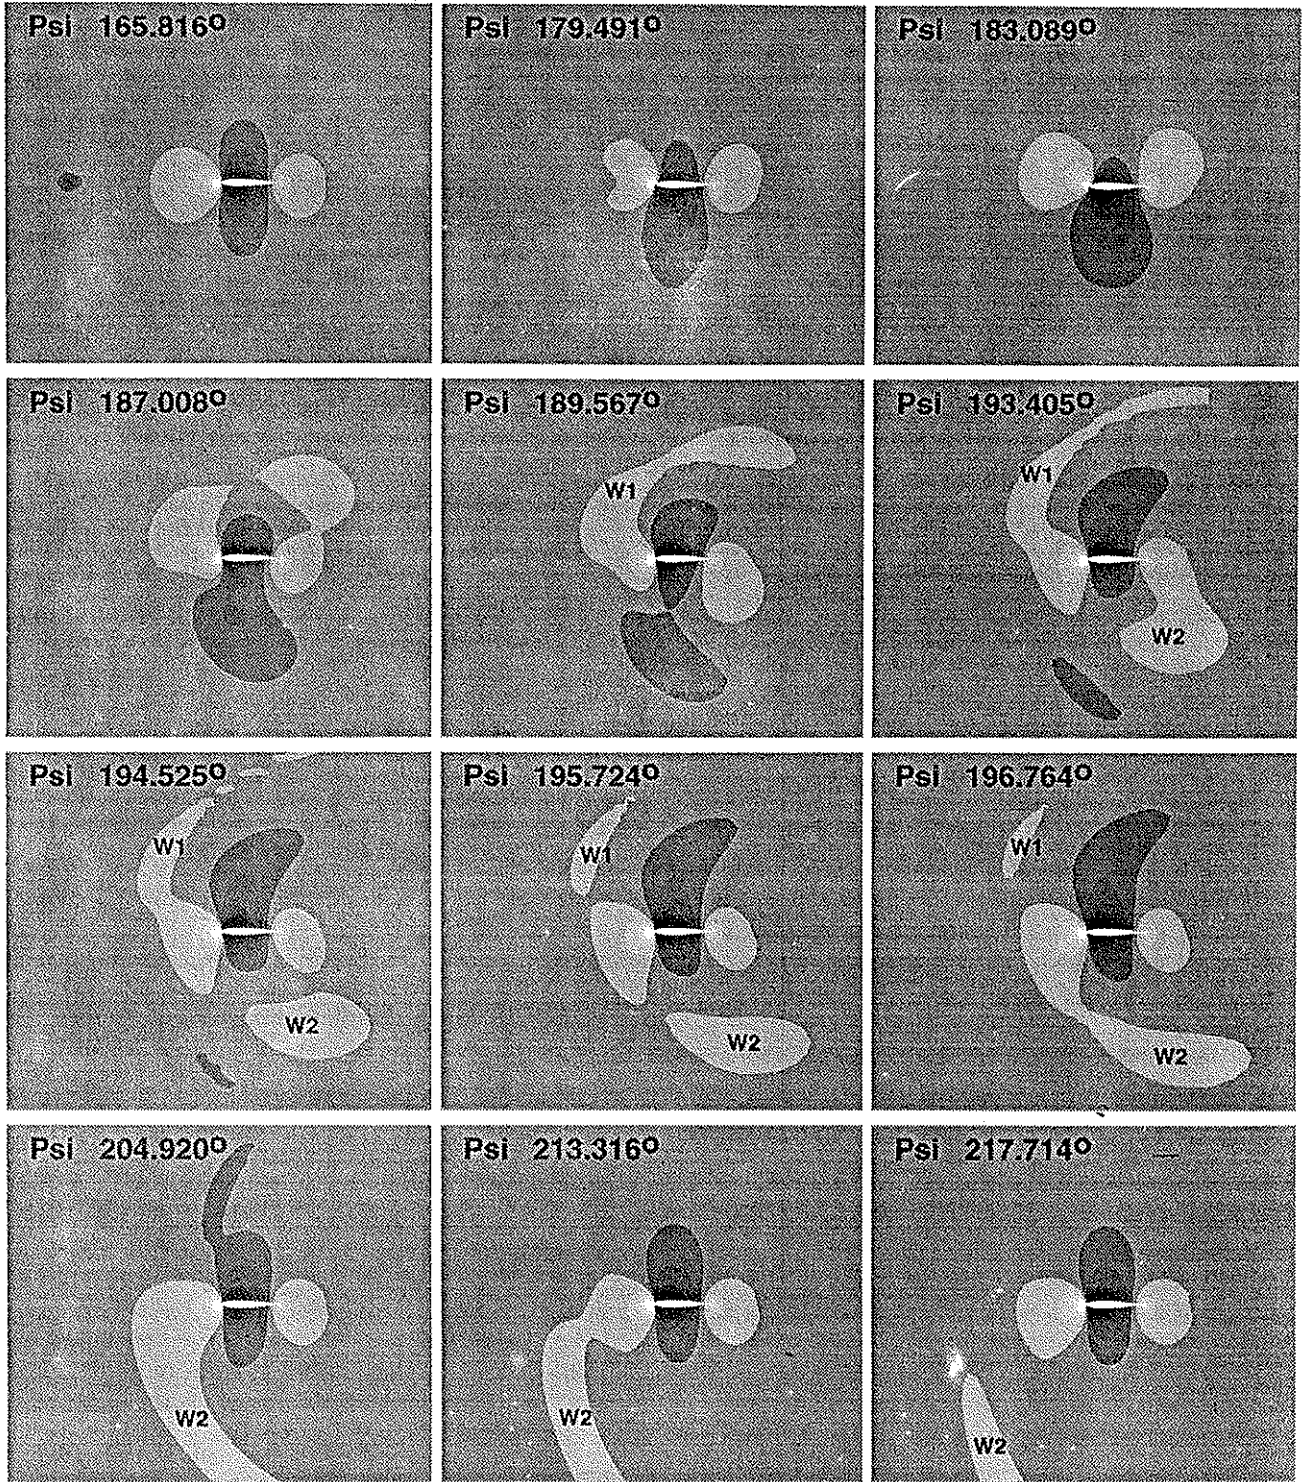 Psi 165.816°
Psi 179.491°
Psi 183.089°
Psi 187.008°
Psi 189.567°
W1
Psi 193.405°
W1
W2
Psi 194.525°
W1
W2
Psi 195.724°
W1
W2
Psi 196.764°
W1
W2
Psi 204.920°
W2
Psi 213.316°
W2
Psi 217.714°
W2